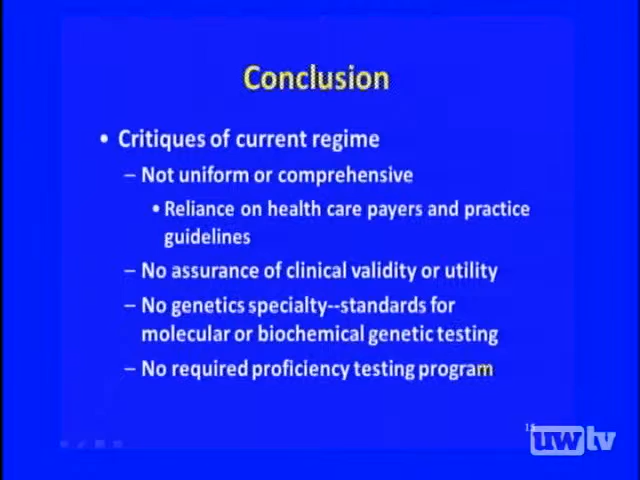 Conclusion
• Critiques of current regime
– Not uniform or comprehensive
• Reliance on health care payers and practice
guidelines
– No assurance of clinical validity or utility
– No genetics specialty--standards for
molecular or biochemical genetic testing
– No required proficiency testing program
uwtv